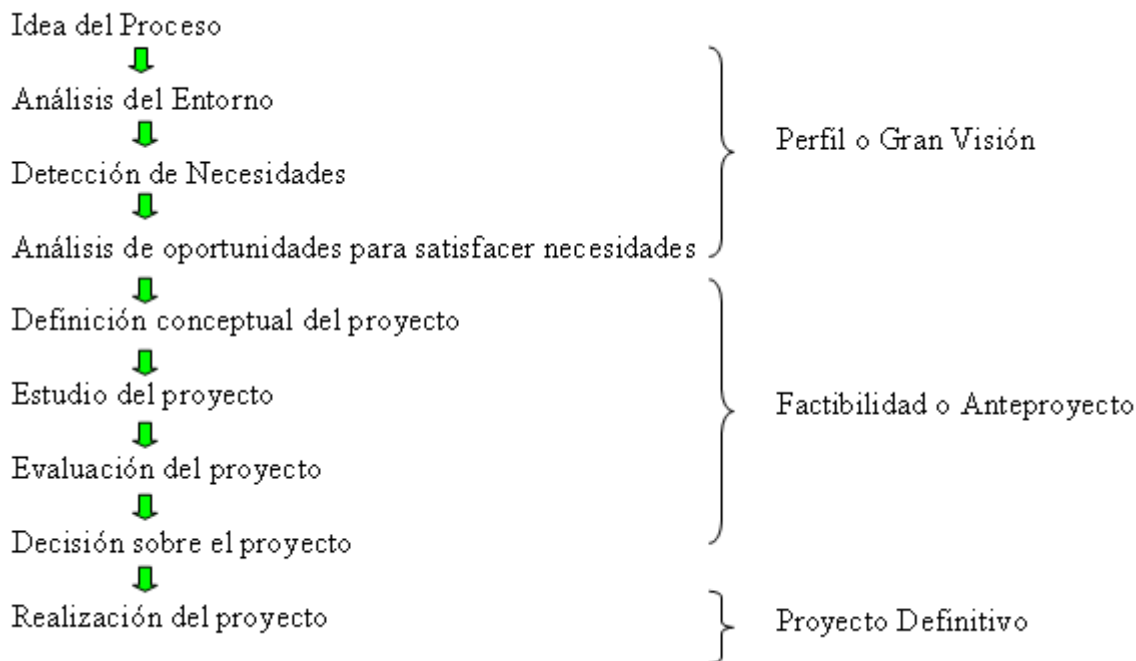 Idea del Proceso
Análisis del Entorno
Perfil o Gran Visión
Detección de Necesidades
Análisis de oportunidades para satisfacer necesidades
Definición conceptual del proyecto
Estudio del proyecto
Factibilidad o Anteproyecto
Evaluación del proyecto
Decisión sobre el proyecto
Realización del proyecto
Proyecto Definitivo